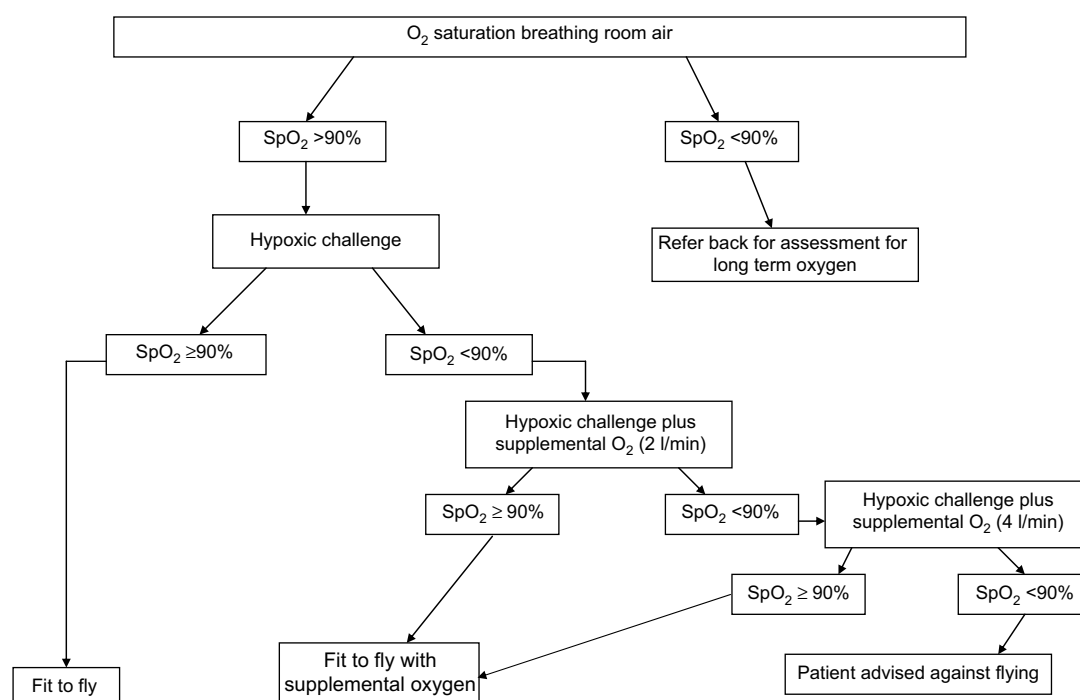 O₂ saturation breathing room air
SpO₂ >90%
SpO₂ <90%
Hypoxic challenge
Refer back for assessment for
long term oxygen
SpO₂ ≥90%
SpO₂ <90%
Hypoxic challenge plus
supplemental O₂ (2 l/min)
SpO₂ ≥ 90%
SpO₂ <90%
Hypoxic challenge plus
supplemental O₂ (4 l/min)
SpO₂ ≥ 90%
SpO₂ <90%
Fit to fly
Fit to fly with
supplemental oxygen
Patient advised against flying